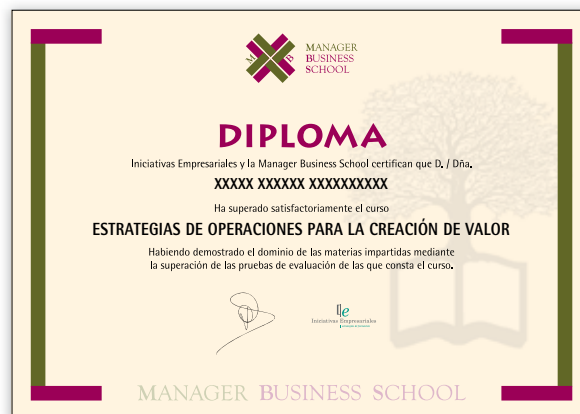 M B
MANAGER
BUSINESS
SCHOOL
DIPLOMA
Iniciativas Empresariales y la Manager Business School certifican que D. / Dña.
XXXXX XXXXXX XXXXXXXXXX
Ha superado satisfactoriamente el curso
ESTRATEGIAS DE OPERACIONES PARA LA CREACIÓN DE VALOR
Habiendo demostrado el dominio de las materias impartidas mediante
la superación de las pruebas de evaluación de las que consta el curso.
Iniciativas Empresariales
MANAGER BUSINESS SCHOOL